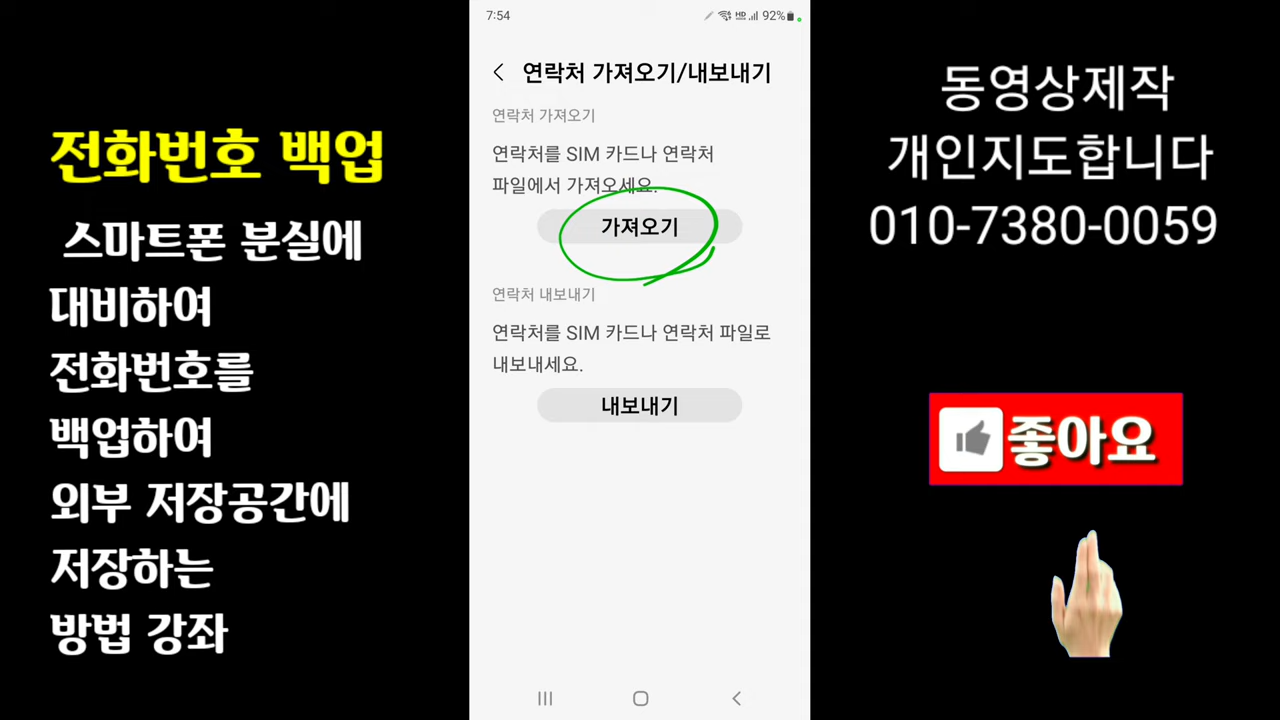 전화번호 백업
스마트폰 분실에
대비하여
전화번호를
백업하여
외부 저장공간에
저장하는
방법 강좌
7:54
92%
연락처 가져오기/내보내기
연락처 가져오기
연락처를 SIM 카드나 연락처
파일에서 가져오세요.
가져오기
연락처 내보내기
연락처를 SIM 카드나 연락처 파일로
내보내세요.
내보내기
동영상제작
개인지도합니다
010-7380-0059
좋아요